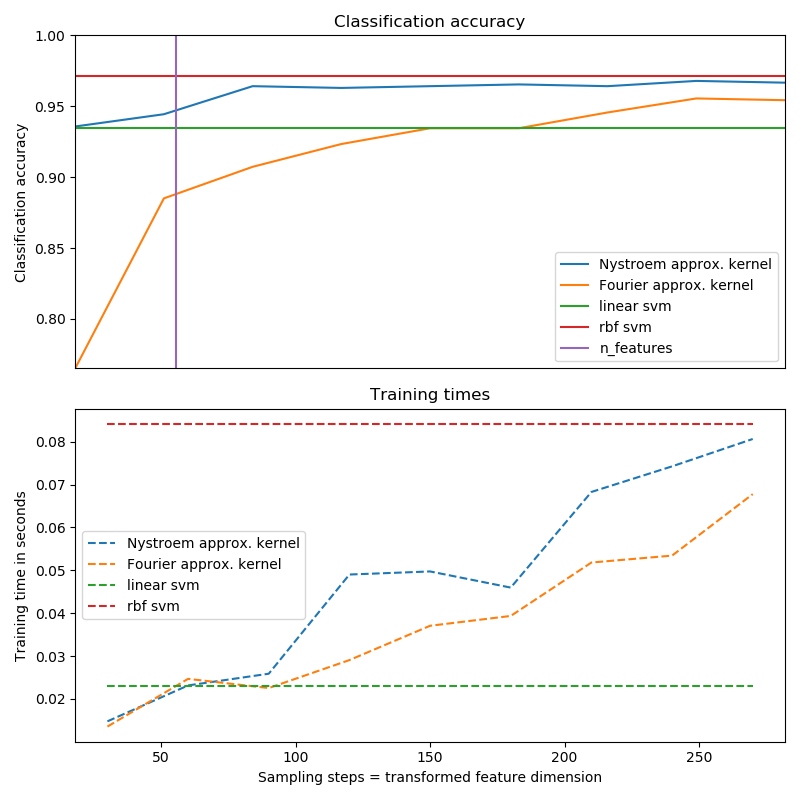 Classification accuracy
1.00
0.95
0.90
0.85
0.80
Classification accuracy
Nystroem approx. kernel
Fourier approx. kernel
linear svm
rbf svm
n_features
Training times
0.08
0.07
0.06
0.05
0.04
0.03
0.02
Training time in seconds
Nystroem approx. kernel
Fourier approx. kernel
linear svm
rbf svm
50 100 150 200 250
Sampling steps = transformed feature dimension